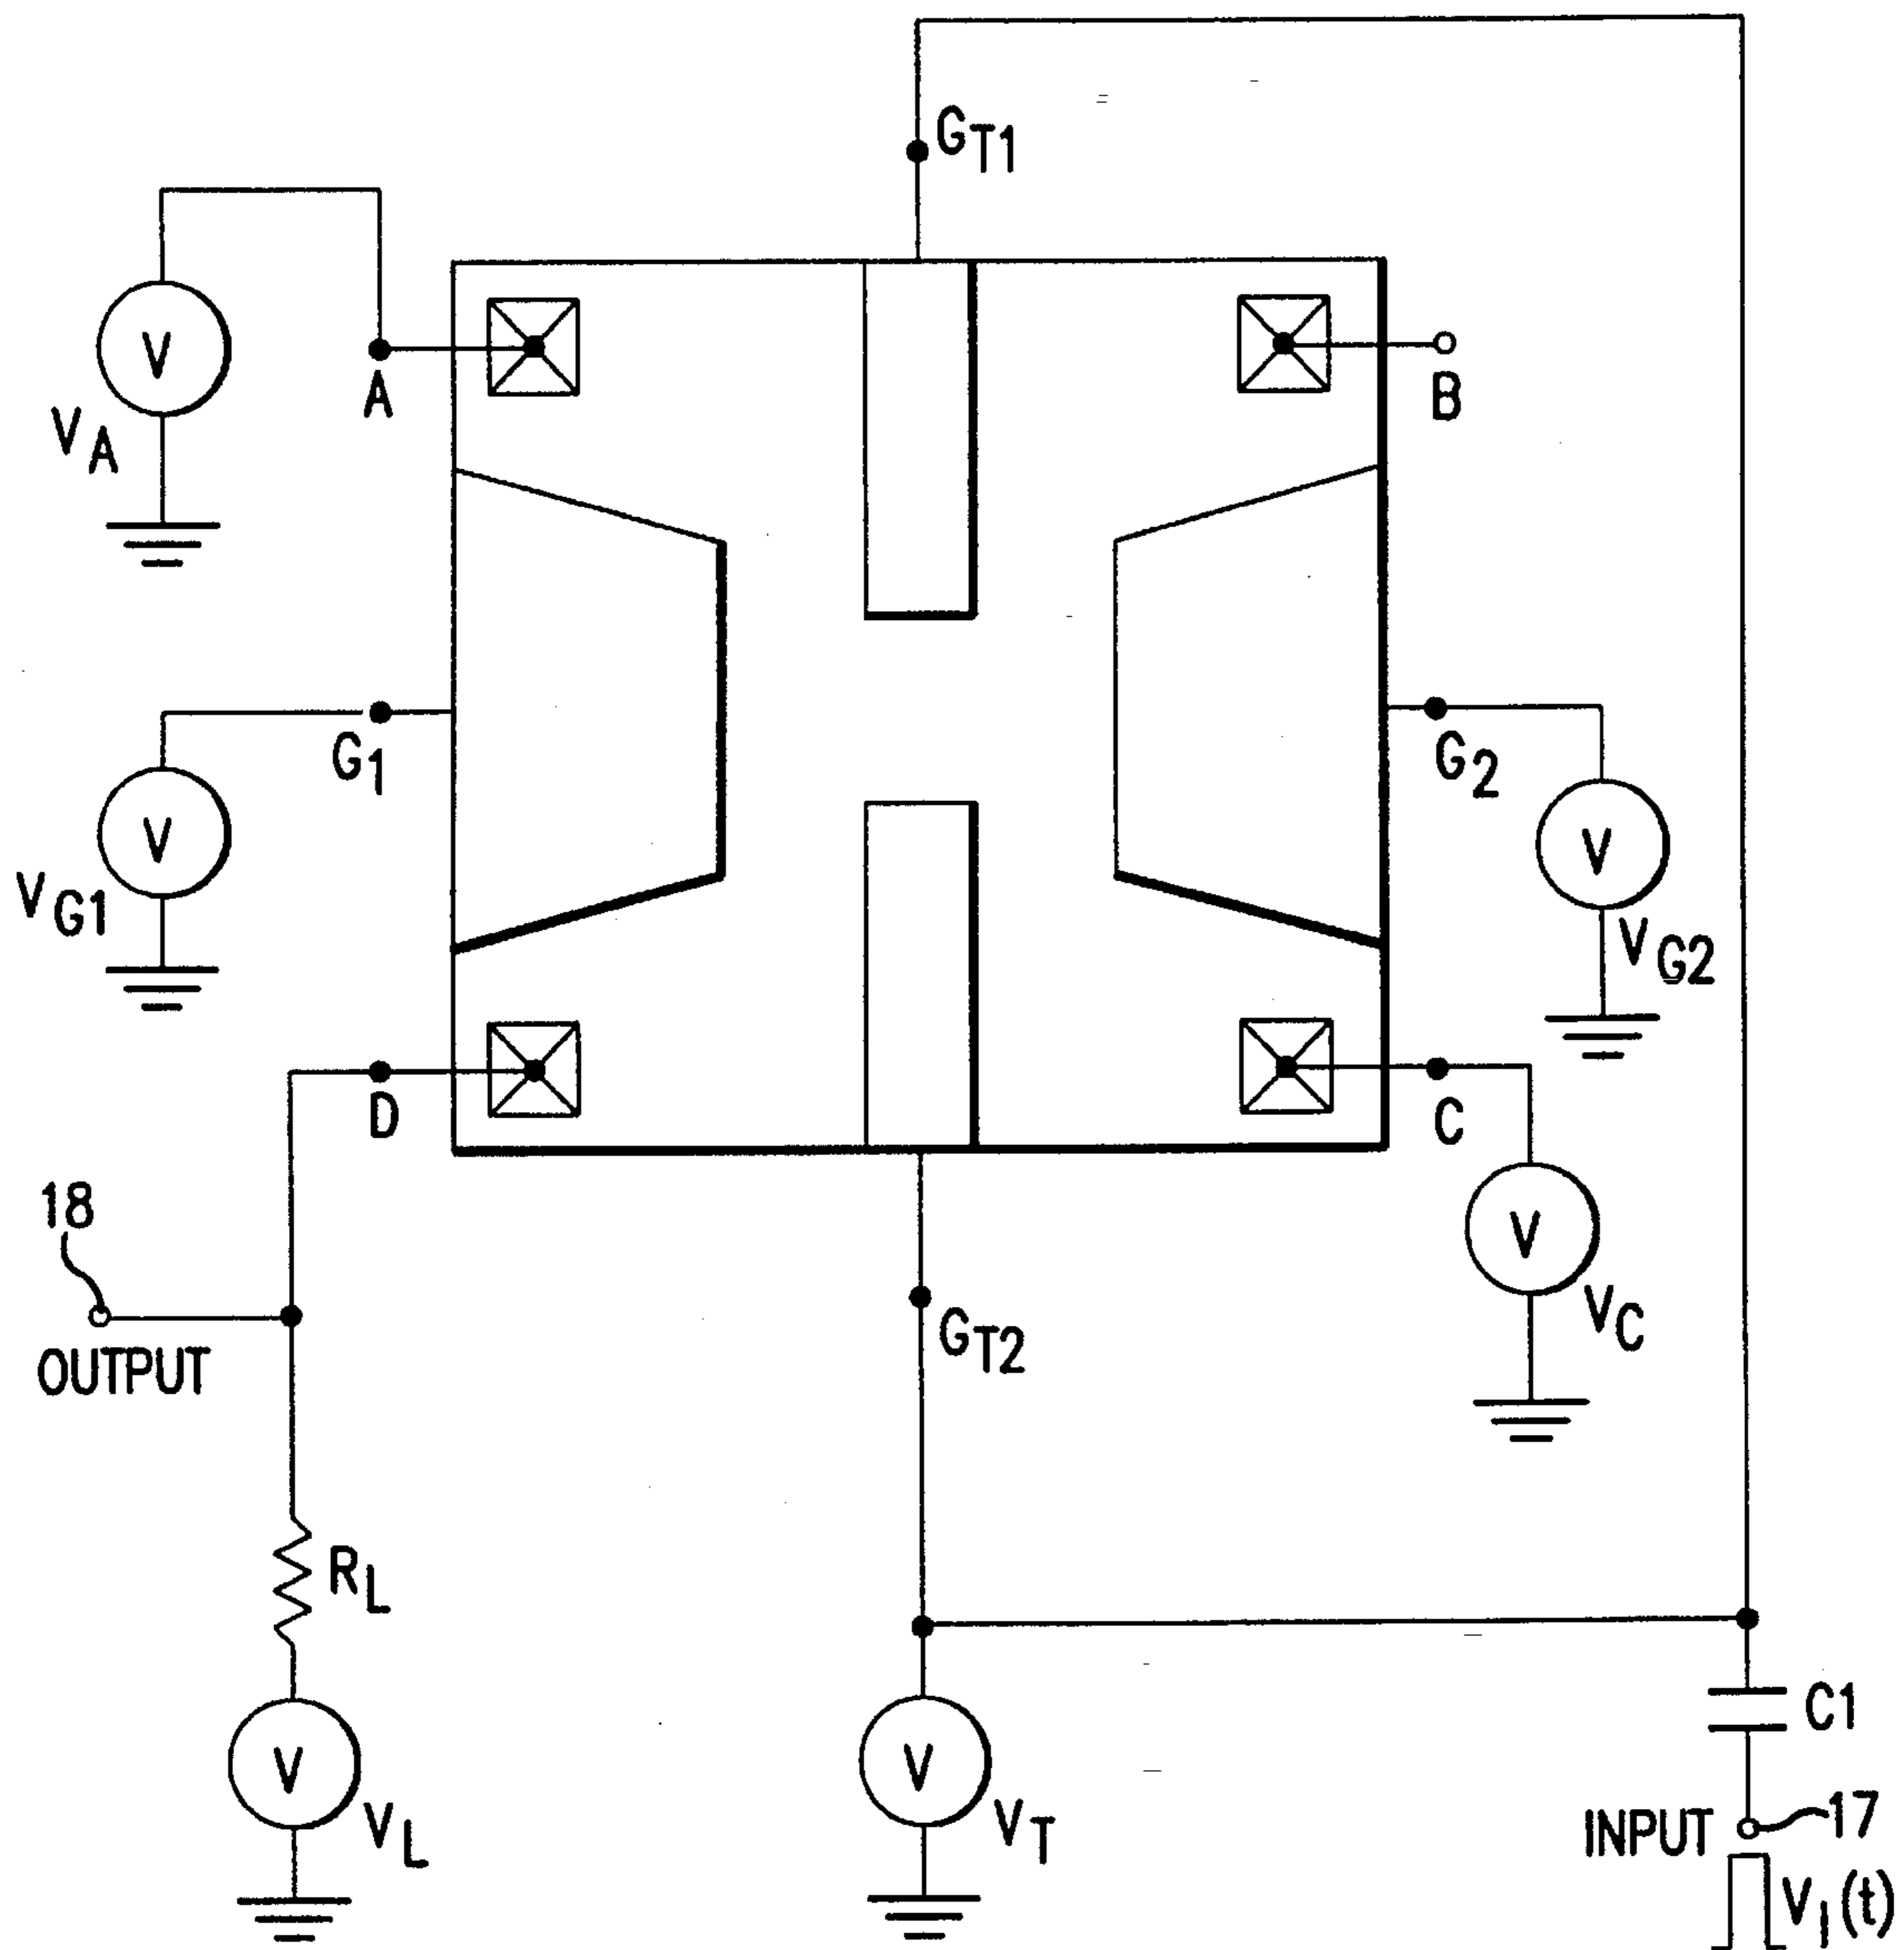 GT1
V
VA
A
B
G1
V
VG1
G2
V
VG2
D
C
V
VC
18
OUTPUT
GT2
RL
V
VL
V
VT
C1
INPUT
17
VI(t)